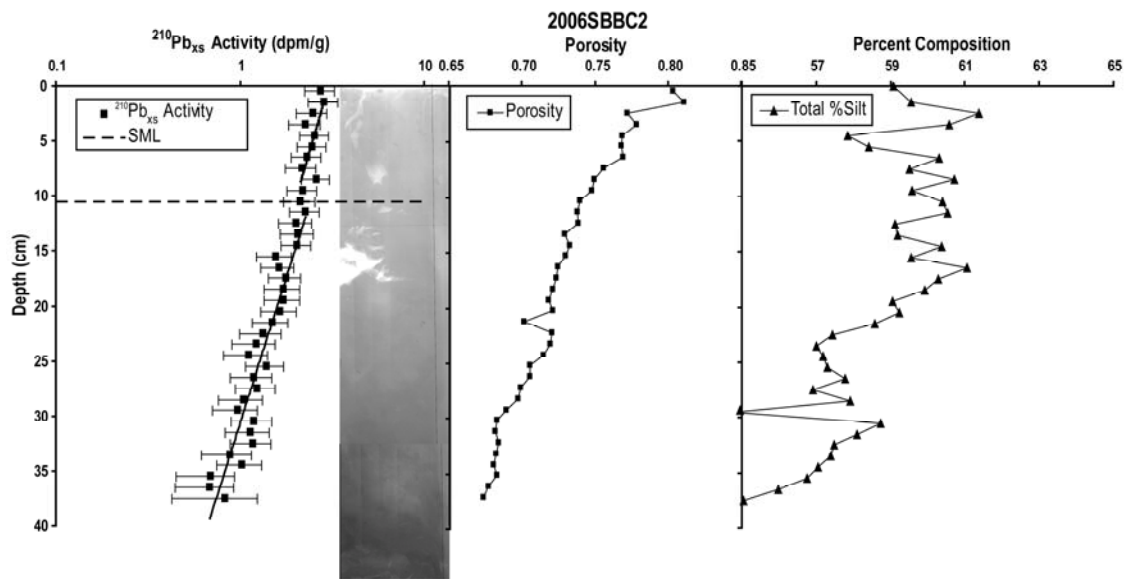 2006SBBC2
210Pbxs Activity (dpm/g)
Porosity
Percent Composition
0.1 1 10 0.65 0.70 0.75 0.80 0.85 57 59 61 63 65
0
5
10
15
20
25
30
35
40
Depth (cm)
210Pbxs Activity
SML
Porosity
Total %Silt